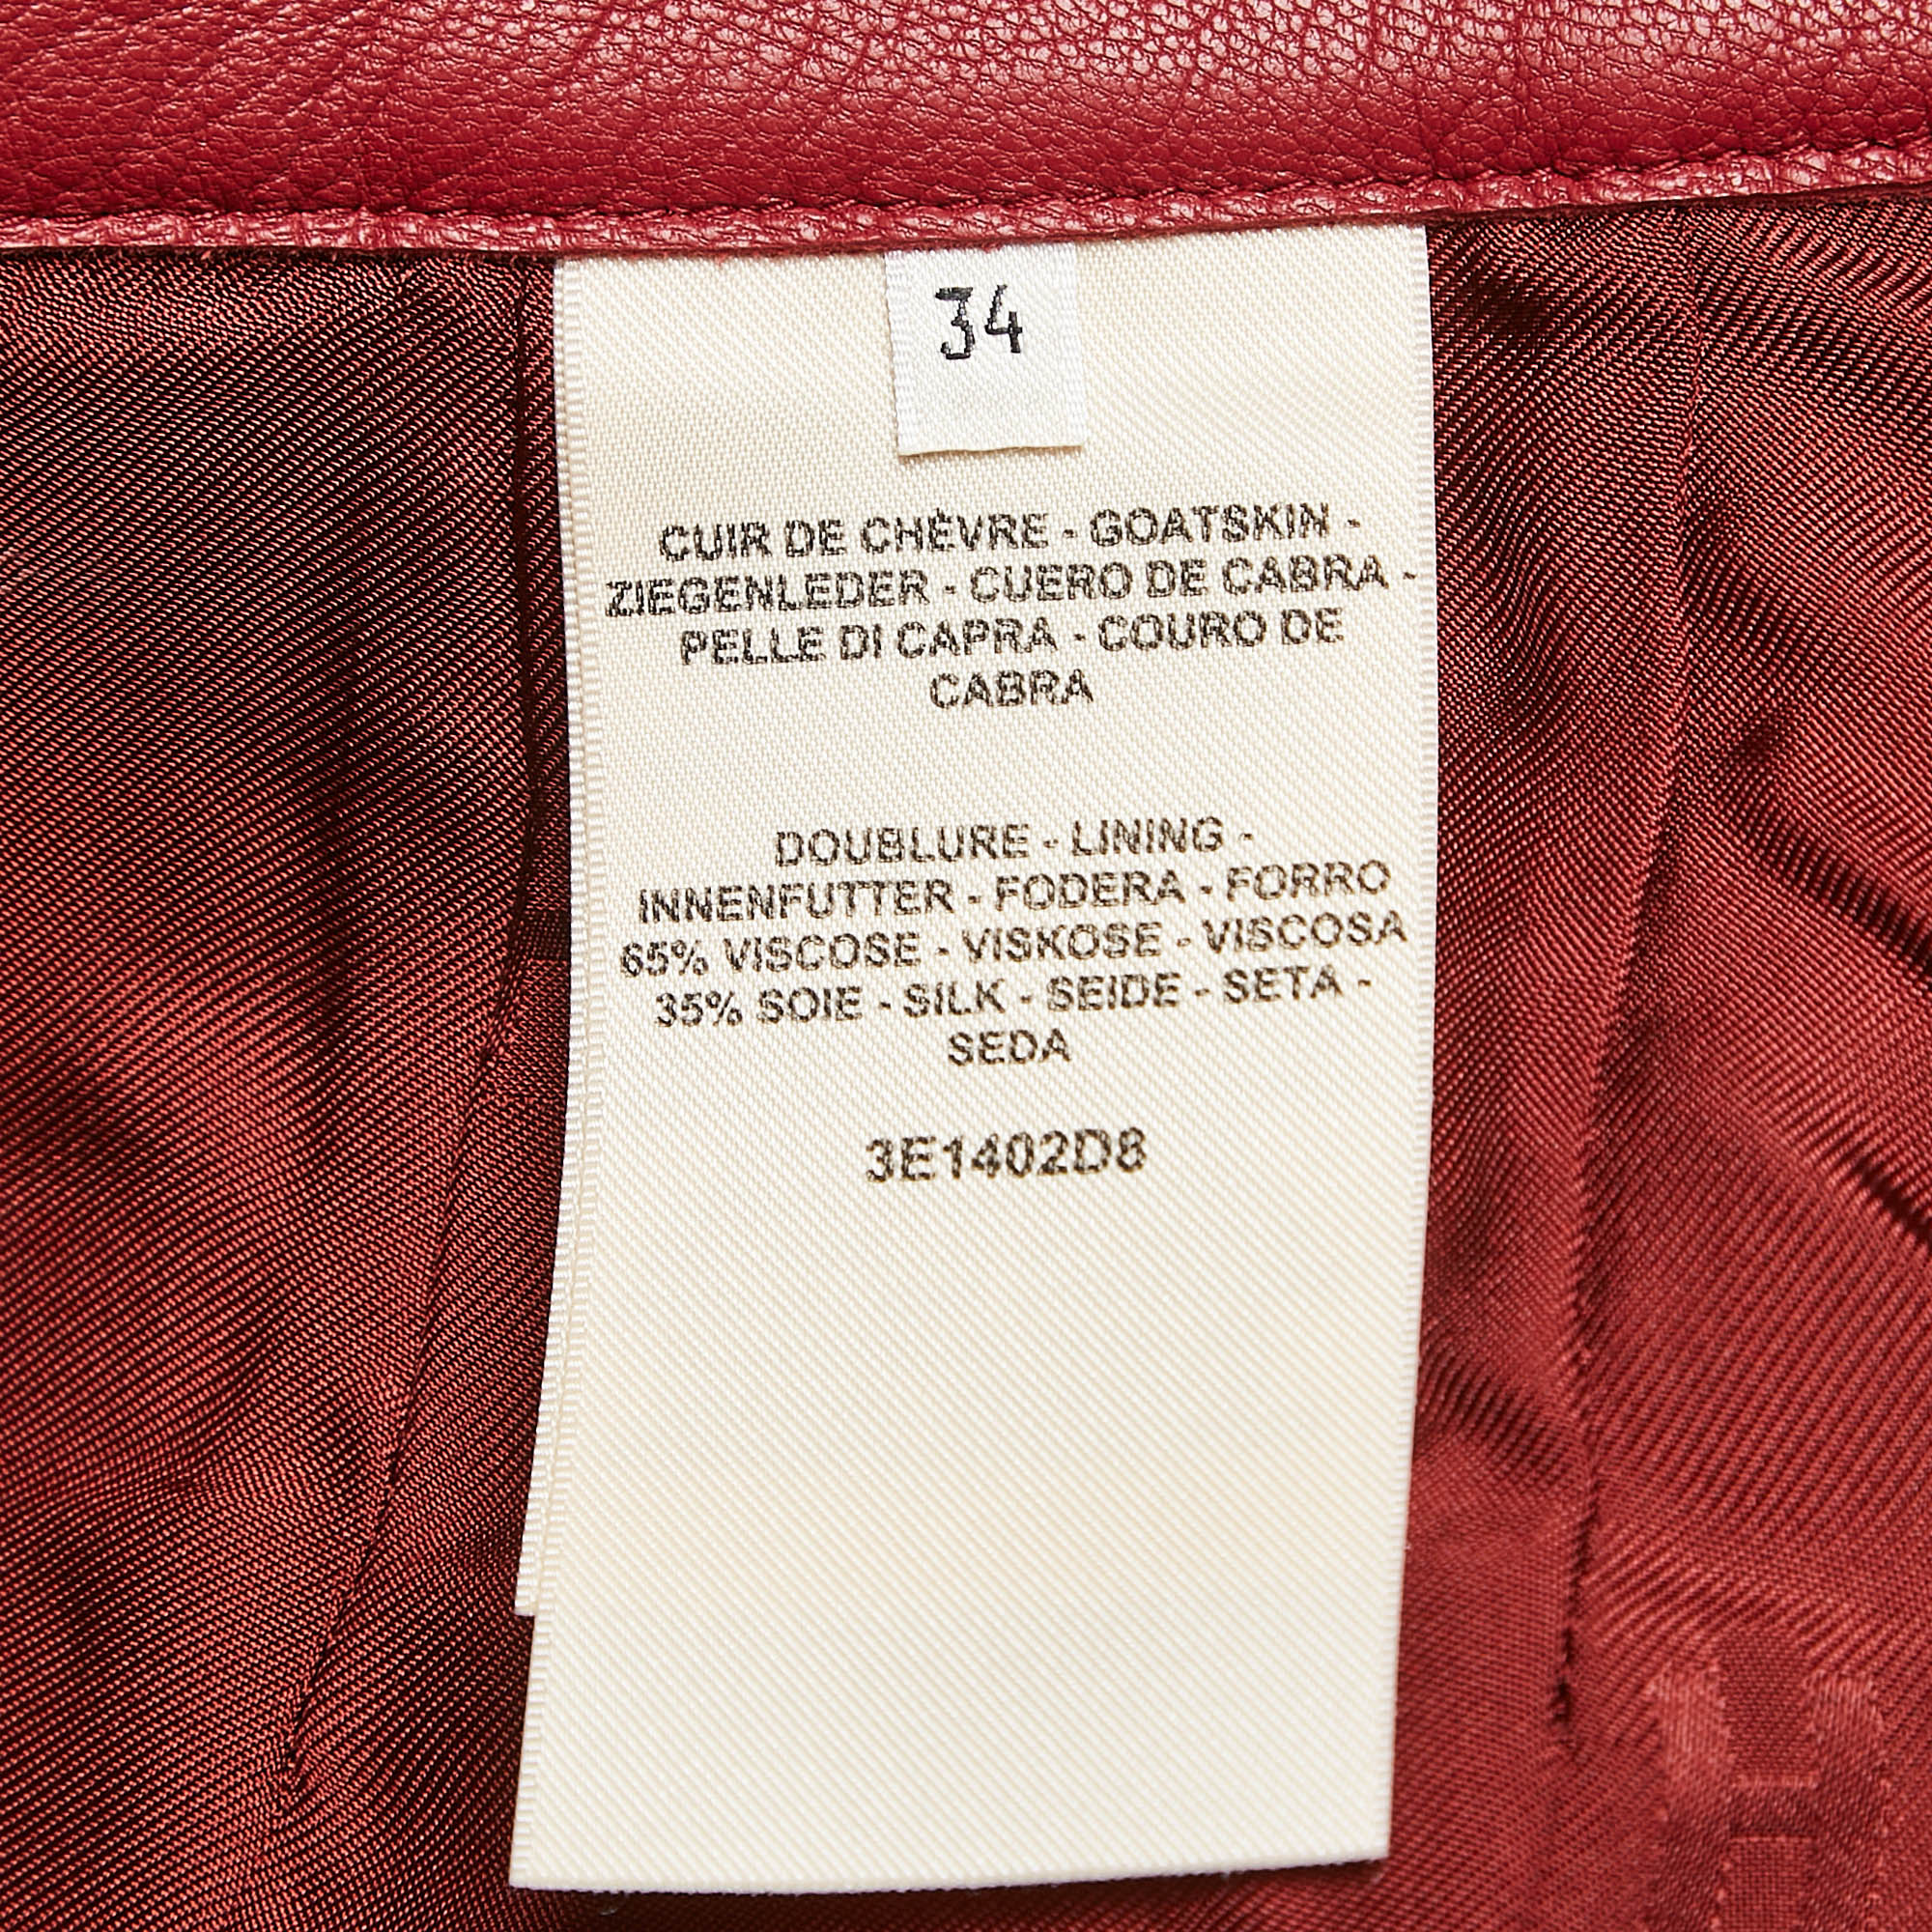 34
CUIR DE CHÈVRE - GOATSKIN -
ZIEGENLEDER - CUERO DE CABRA -
PELLE DI CAPRA - COURO DE
CABRA
DOUBLURE - LINING -
INNENFUTTER - FODERA - FORRO
65% VISCOSE - VISKOSE - VISCOSA
35% SOIE - SILK - SEIDE - SETA -
SEDA
3E1402D8
H